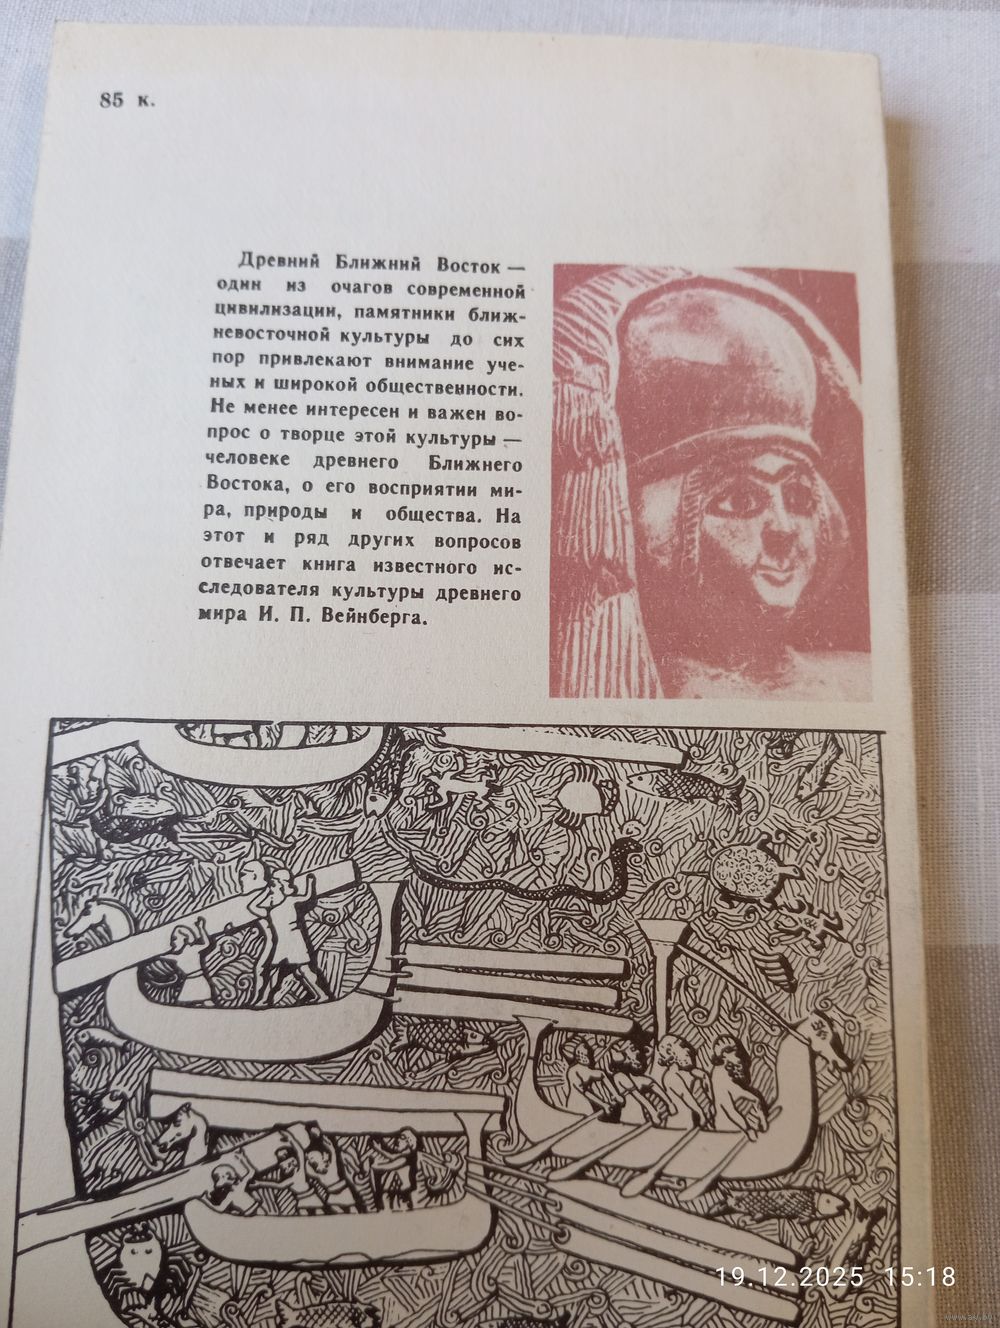 85 к.
Древний Ближний Восток —
один из очагов современной
цивилизации, памятники ближ-
невосточной культуры до сих
пор привлекают внимание уче-
ных и широкой общественности.
Не менее интересен и важен во-
прос о творце этой культуры —
человеке древнего Ближнего
Востока, о его восприятии ми-
ра, природы и общества. На
этот и ряд других вопросов
отвечает книга известного ис-
следователя культуры древнего
мира И. П. Вейнберга.
19.12.2025 15:18